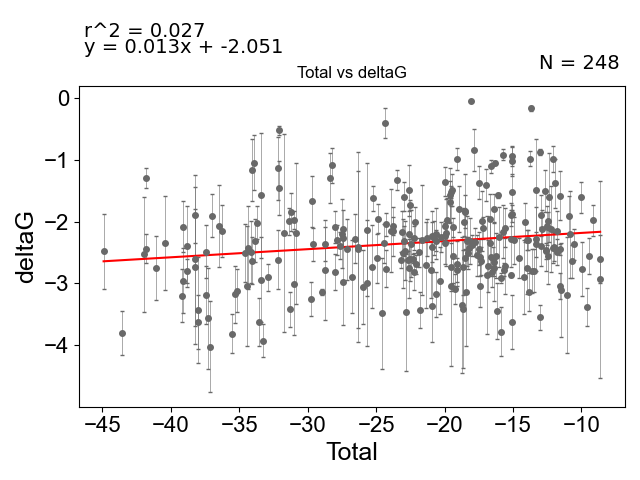 r^2 = 0.027
y = 0.013x + -2.051
N = 248
Total vs deltaG
deltaG
0
−1
−2
−3
−4
−45 −40 −35 −30 −25 −20 −15 −10
Total